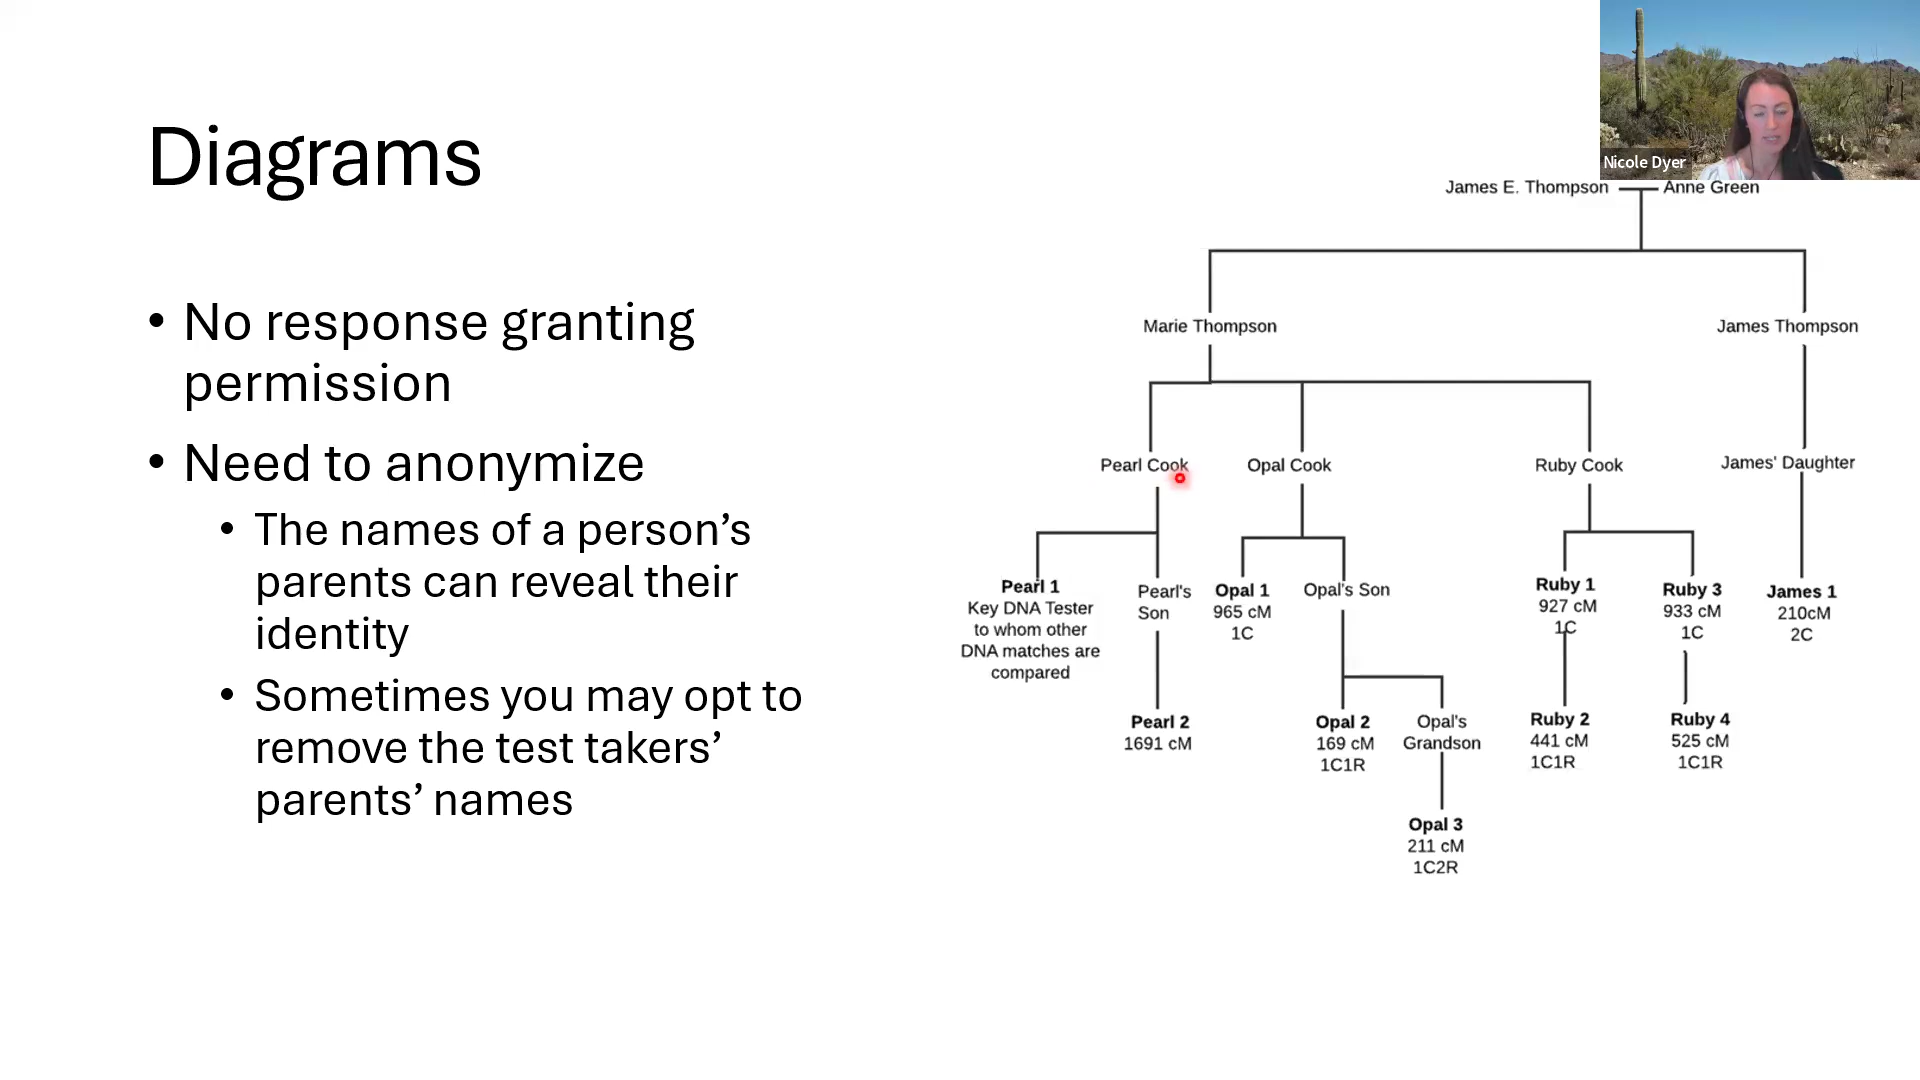 Diagrams
• No response granting
permission
• Need to anonymize
• The names of a person’s
parents can reveal their
identity
• Sometimes you may opt to
remove the test takers’
parents’ names
Nicole Dyer
James E. Thompson
Anne Green
Marie Thompson
James Thompson
Pearl Cook
Opal Cook
Ruby Cook
James' Daughter
Pearl 1
Key DNA Tester
to whom other
DNA matches are
compared
Pearl's
Son
Opal 1
965 cM
1C
Opal's Son
Ruby 1
927 cM
1C
Ruby 3
933 cM
1C
James 1
210cM
2C
Pearl 2
1691 cM
Opal 2
169 cM
1C1R
Opal's
Grandson
Ruby 2
441 cM
1C1R
Ruby 4
525 cM
1C1R
Opal 3
211 cM
1C2R